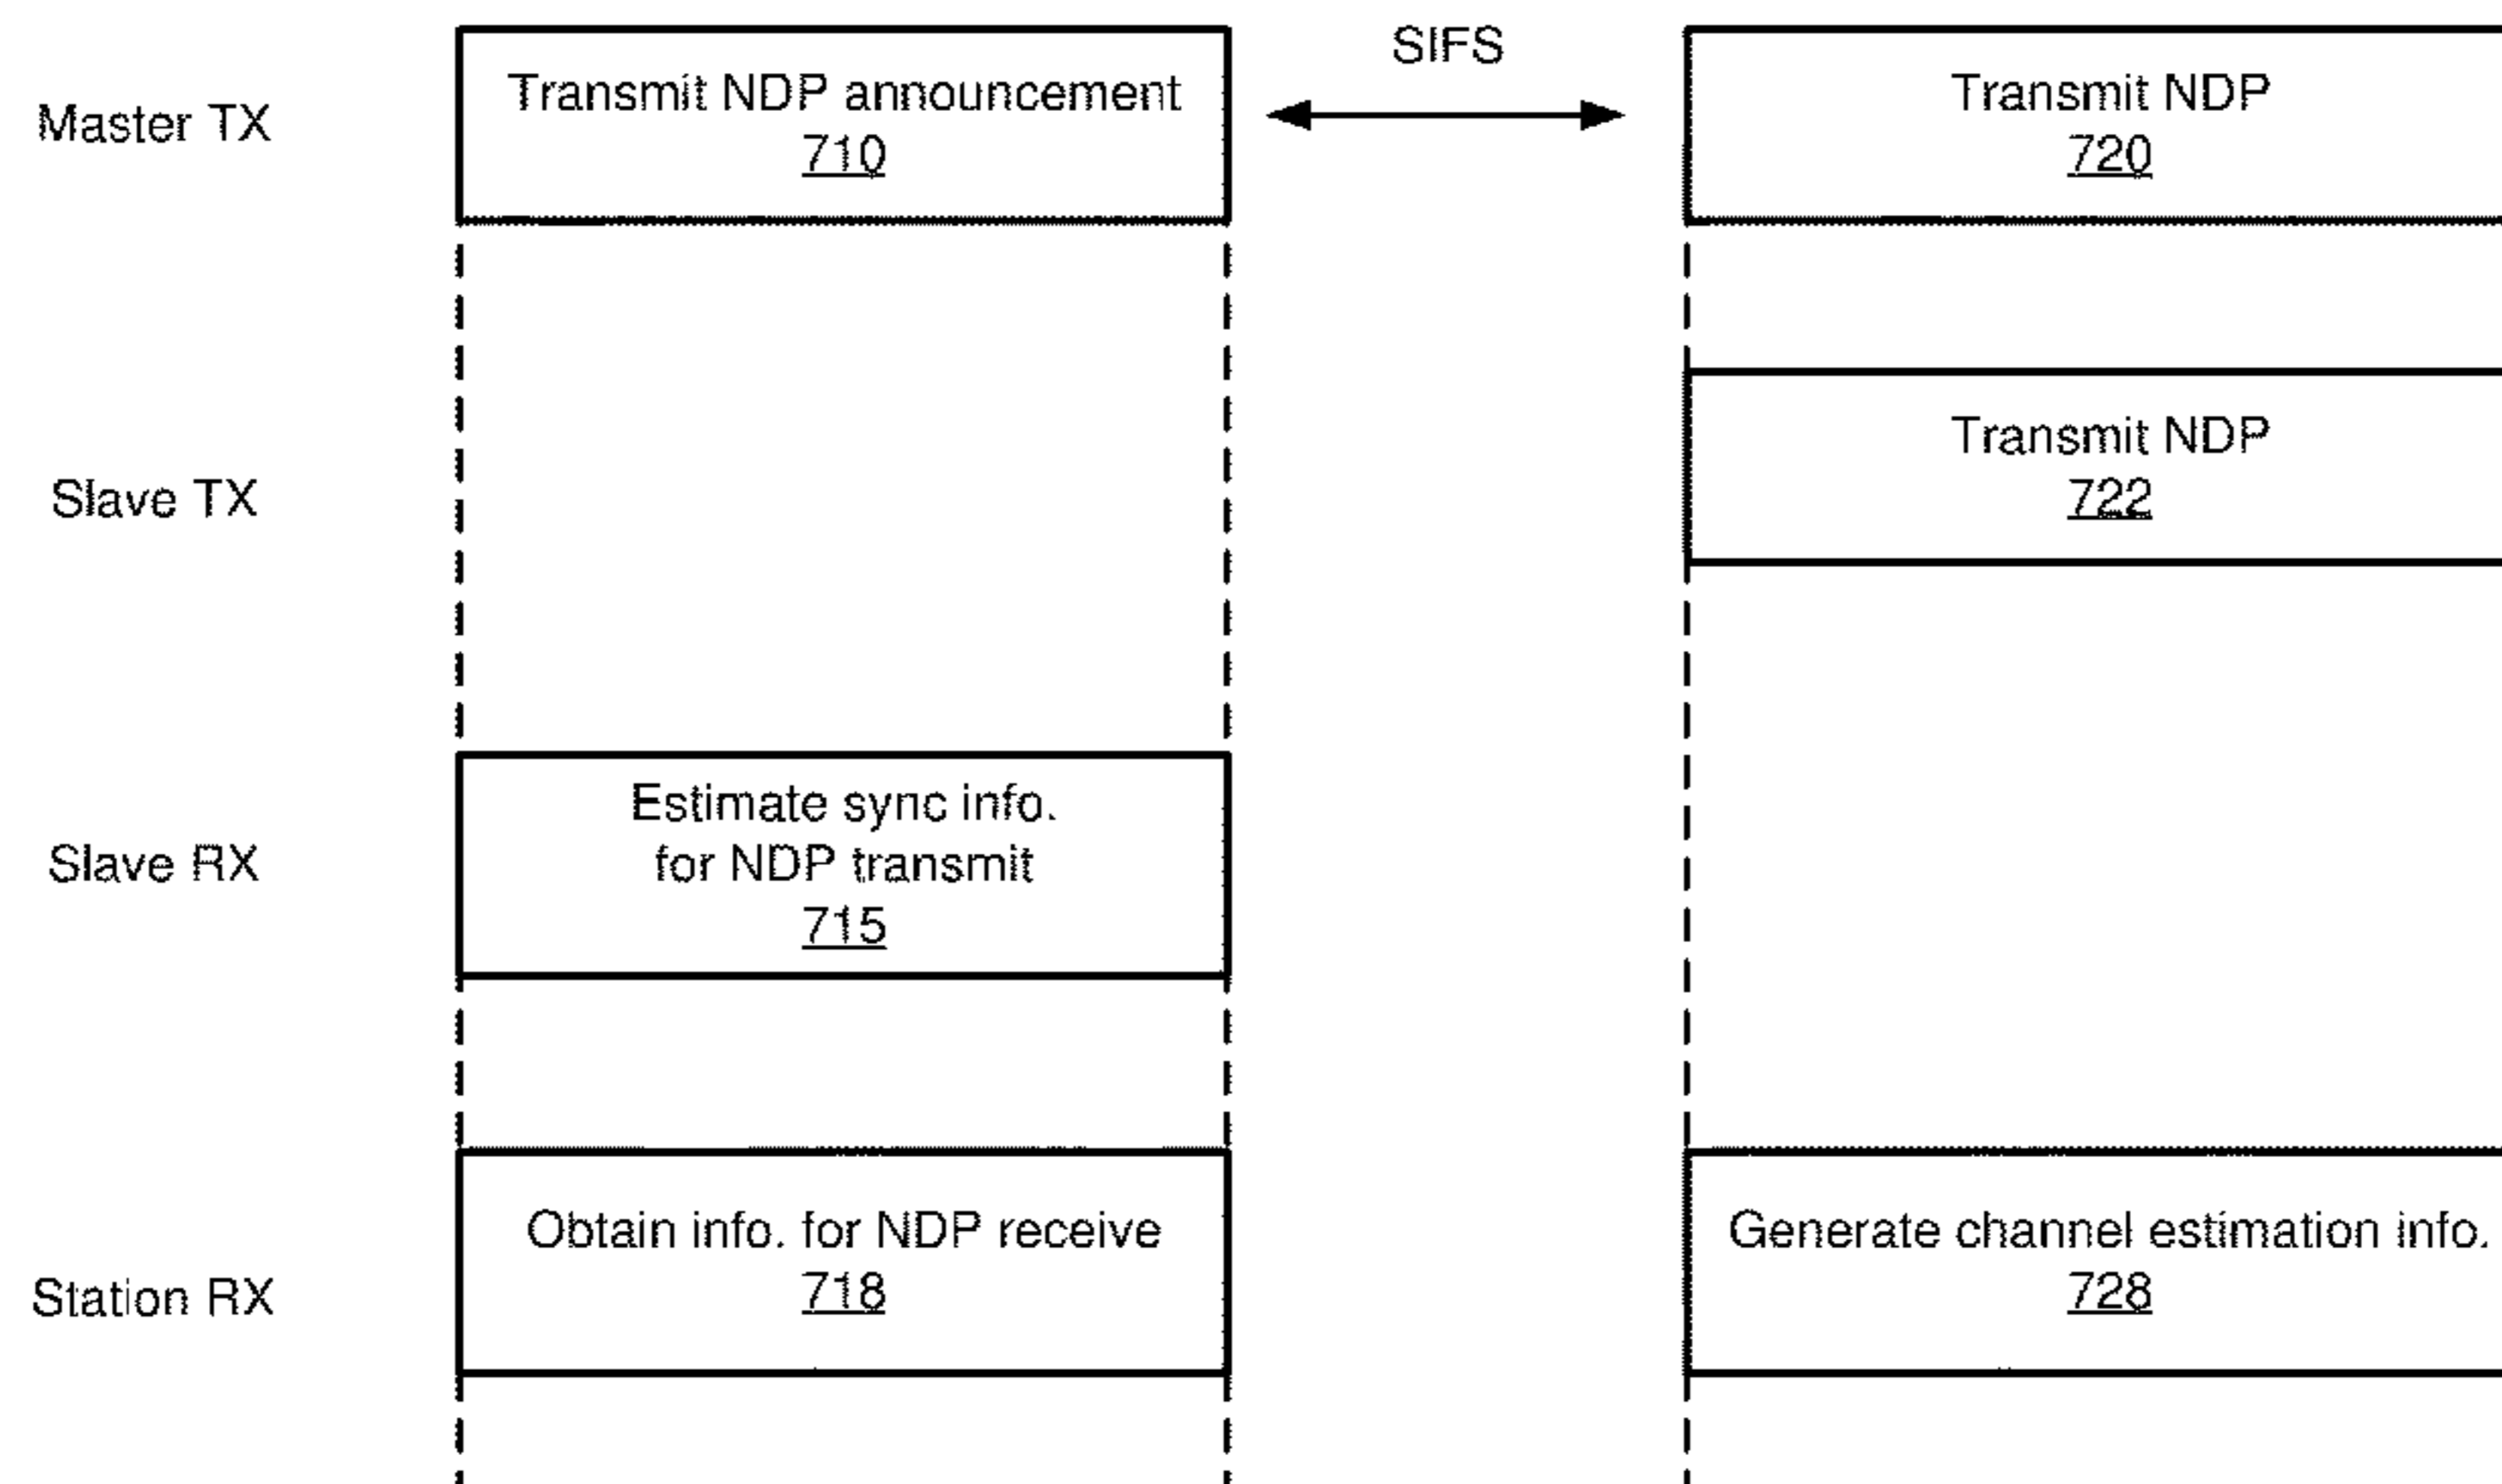 SIFS
Master TX
Transmit NDP announcement
710
Transmit NDP
720
Slave TX
Transmit NDP
722
Slave RX
Estimate sync info.
for NDP transmit
715
Station RX
Obtain info. for NDP receive
718
Generate channel estimation info.
728